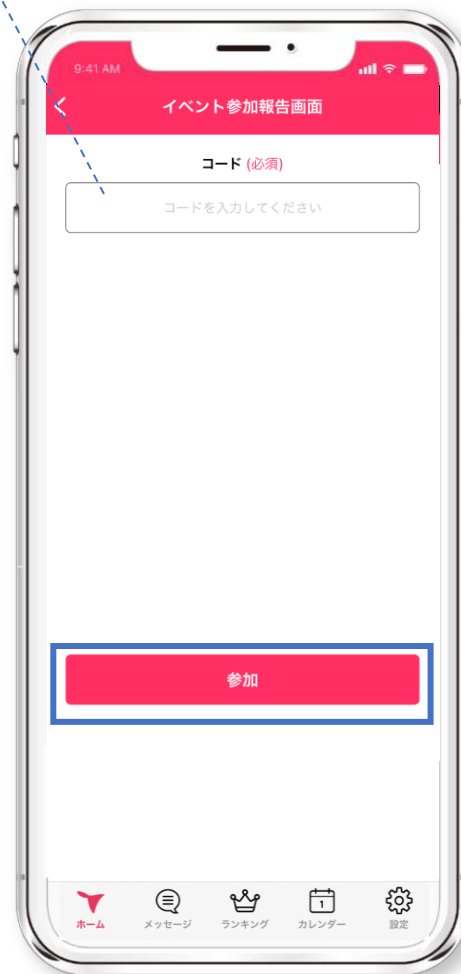 9:41 AM
イベント参加報告画面
コード (必須)
コードを入力してください
参加
1
ホーム メッセージ ランキング カレンダー 設定